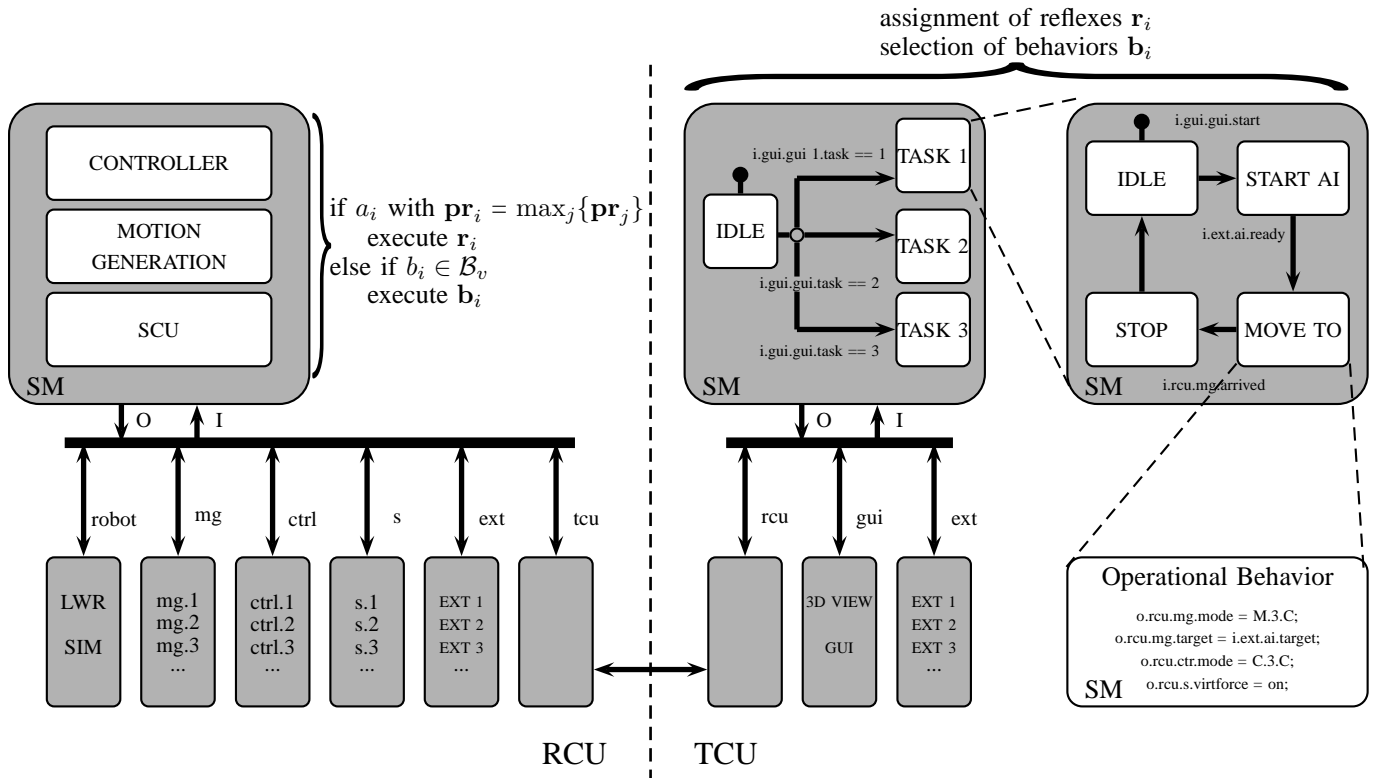 assignment of reflexes r_i
selection of behaviors b_i
CONTROLLER
MOTION
GENERATION
SCU
SM
if a_i with pr_i = max_j{pr_j}
execute r_i
else if b_i ∈ B_v
execute b_i
O
I
robot
mg
ctrl
s
ext
tcu
LWR
SIM
mg.1
mg.2
mg.3
...
ctrl.1
ctrl.2
ctrl.3
...
s.1
s.2
s.3
...
EXT 1
EXT 2
EXT 3
...
RCU
IDLE
i.gui.gui 1.task == 1
i.gui.gui.task == 2
i.gui.gui.task == 3
TASK 1
TASK 2
TASK 3
SM
O
I
rcu
gui
ext
3D VIEW
GUI
EXT 1
EXT 2
EXT 3
...
TCU
i.gui.gui.start
IDLE
START AI
i.ext.ai.ready
STOP
MOVE TO
i.rcu.mg.arrived
SM
Operational Behavior
o.rcu.mg.mode = M.3.C;
o.rcu.mg.target = i.ext.ai.target;
o.rcu.ctr.mode = C.3.C;
o.rcu.s.virtforce = on;
SM